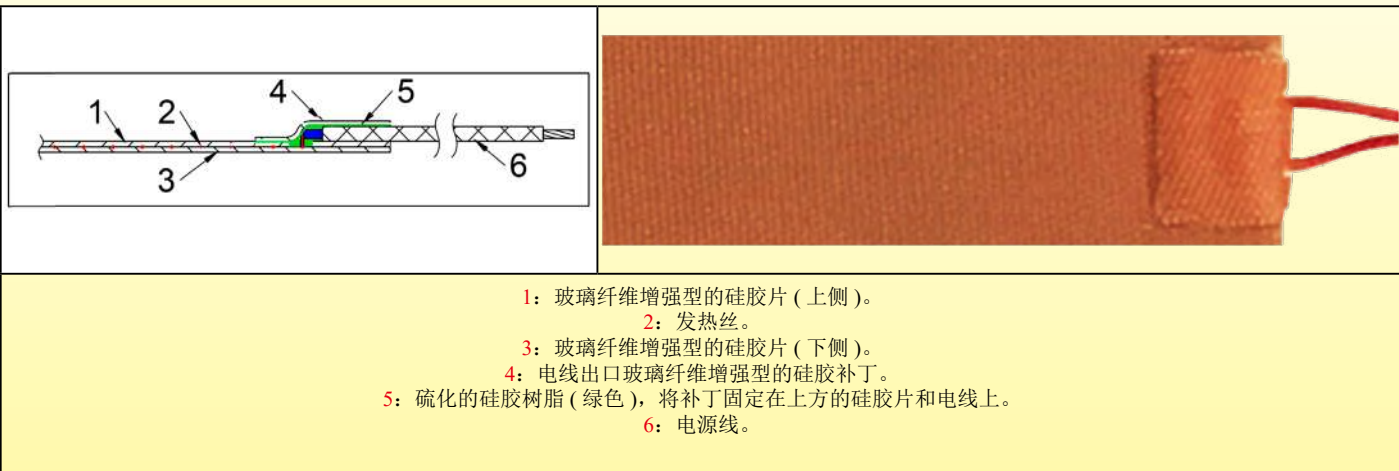 4
5
1
2
3
6
1：玻璃纤维增强型的硅胶片 ( 上侧 )。
2：发热丝。
3：玻璃纤维增强型的硅胶片 ( 下侧 )。
4：电线出口玻璃纤维增强型的硅胶补丁。
5：硫化的硅胶树脂 ( 绿色 )，将补丁固定在上方的硅胶片和电线上。
6：电源线。